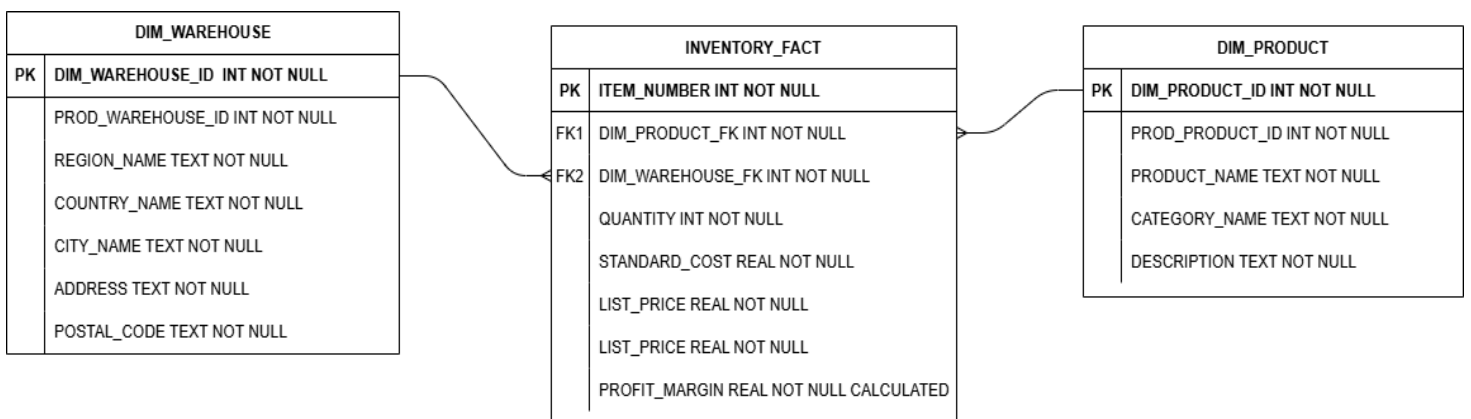 DIM_WAREHOUSE
PK DIM_WAREHOUSE_ID INT NOT NULL
PROD_WAREHOUSE_ID INT NOT NULL
REGION_NAME TEXT NOT NULL
COUNTRY_NAME TEXT NOT NULL
CITY_NAME TEXT NOT NULL
ADDRESS TEXT NOT NULL
POSTAL_CODE TEXT NOT NULL
INVENTORY_FACT
PK ITEM_NUMBER INT NOT NULL
FK1 DIM_PRODUCT_FK INT NOT NULL
FK2 DIM_WAREHOUSE_FK INT NOT NULL
QUANTITY INT NOT NULL
STANDARD_COST REAL NOT NULL
LIST_PRICE REAL NOT NULL
LIST_PRICE REAL NOT NULL
PROFIT_MARGIN REAL NOT NULL CALCULATED
DIM_PRODUCT
PK DIM_PRODUCT_ID INT NOT NULL
PROD_PRODUCT_ID INT NOT NULL
PRODUCT_NAME TEXT NOT NULL
CATEGORY_NAME TEXT NOT NULL
DESCRIPTION TEXT NOT NULL